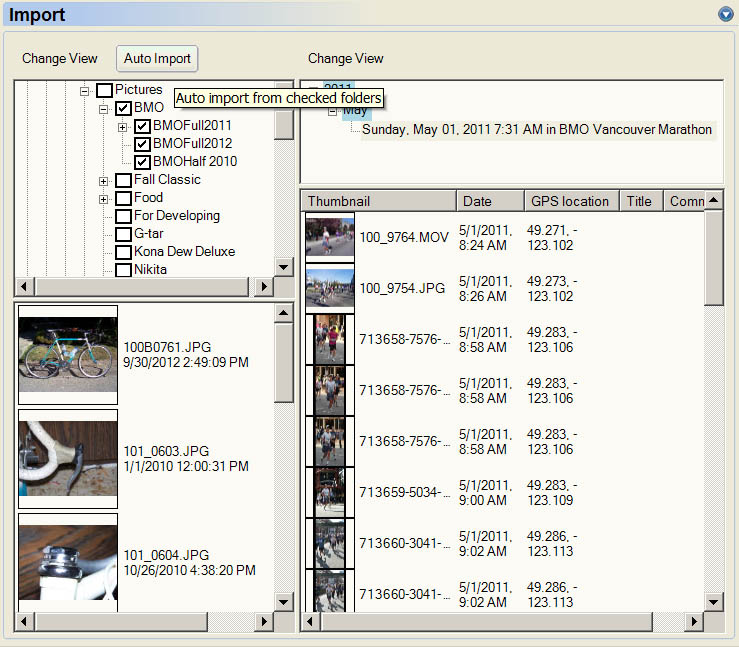 Import
Change View
Auto Import
Pictures
Auto import from checked folders
BMO
BMOFull2011
BMOFull2012
BMOHalf 2010
Fall Classic
Food
For Developing
G-tar
Kona Dew Deluxe
Nikita
100B0761.JPG
9/30/2012 2:49:09 PM
101_0603.JPG
1/1/2010 12:00:31 PM
101_0604.JPG
10/26/2010 4:38:20 PM
Change View
2011
May
Sunday, May 01, 2011 7:31 AM in BMO Vancouver Marathon
Thumbnail Date GPS location Title Comm
100_9764.MOV 5/1/2011, 8:24 AM 49.271, -123.102
100_9754.JPG 5/1/2011, 8:26 AM 49.273, -123.102
713658-7576-... 5/1/2011, 8:58 AM 49.283, -123.106
713658-7576-... 5/1/2011, 8:58 AM 49.283, -123.106
713658-7576-... 5/1/2011, 8:58 AM 49.283, -123.106
713659-5034-... 5/1/2011, 9:00 AM 49.283, -123.109
713660-3041-... 5/1/2011, 9:02 AM 49.286, -123.113
713660-3041-... 5/1/2011, 9:02 AM 49.286, -123.113